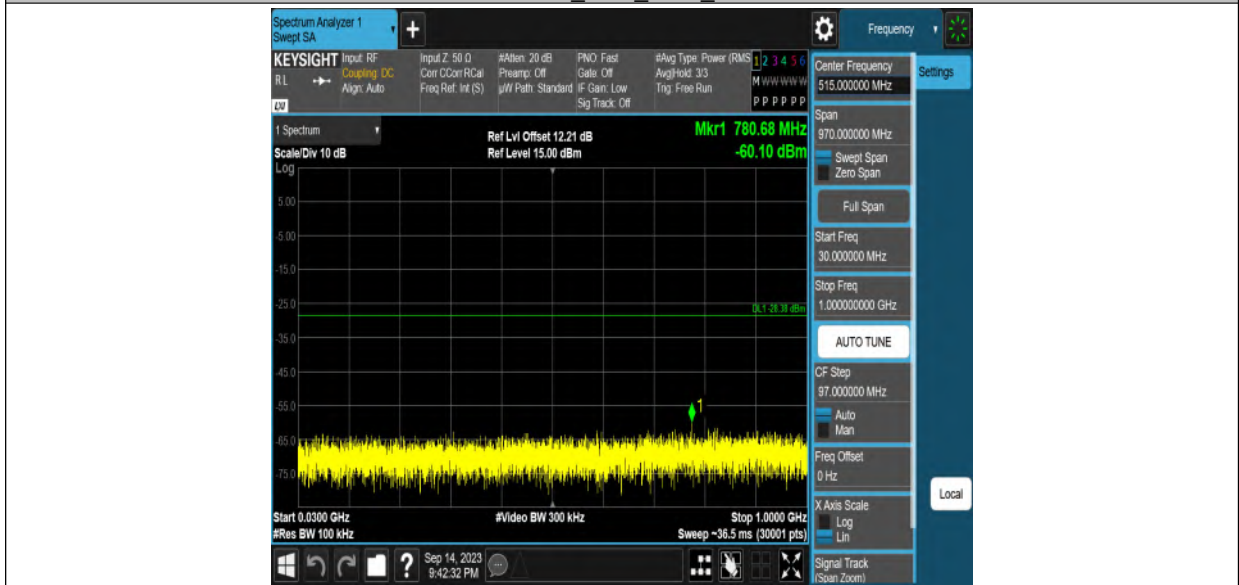 Spectrum Analyzer 1
Swept SA
+
Frequency
KEYSIGHT
RL
LXI
Input: RF
Coupling: DC
Align: Auto
Input Z: 50 Ω
Corr CCorr RCal
Freq Ref: Int (S)
#Atten: 20 dB
Preamp: Off
µW Path: Standard
PNO: Fast
Gate: Off
IF Gain: Low
Sig Track: Off
#Avg Type: Power (RMS
Avg|Hold: 3/3
Trig: Free Run
1 2 3 4 5 6
M W W W W W
P P P P P P
1 Spectrum
Scale/Div 10 dB
Log
Ref Lvl Offset 12.21 dB
Ref Level 15.00 dBm
Mkr1 780.68 MHz
-60.10 dBm
5.00
-5.00
-15.0
-25.0
DL1 -28.38 dBm
-35.0
-45.0
-55.0
1
-65.0
-75.0
Start 0.0300 GHz
#Res BW 100 kHz
#Video BW 300 kHz
Stop 1.0000 GHz
Sweep ~36.5 ms (30001 pts)
Center Frequency
515.000000 MHz
Settings
Span
970.000000 MHz
Swept Span
Zero Span
Full Span
Start Freq
30.000000 MHz
Stop Freq
1.000000000 GHz
AUTO TUNE
CF Step
97.000000 MHz
Auto
Man
Freq Offset
0 Hz
X Axis Scale
Log
Lin
Local
Signal Track
(Span Zoom)
?
Sep 14, 2023
9:42:32 PM